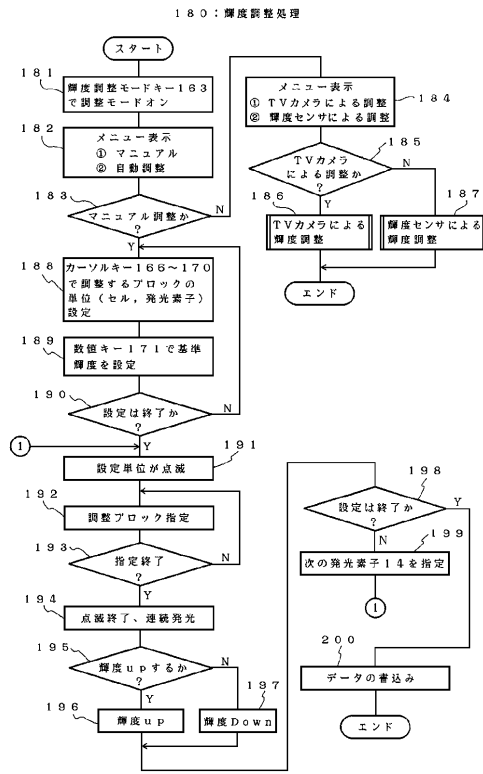 180：輝度調整処理
スタート
181
輝度調整モードキー163
で調整モードオン
182
メニュー表示
① マニュアル
② 自動調整
183
マニュアル調整か
？
N
Y
メニュー表示
① TVカメラによる調整
② 輝度センサによる調整
184
185
TVカメラ
による調整か
？
N
Y
186
TVカメラによる
輝度調整
187
輝度センサによる
輝度調整
エンド
188
カーソルキー166～170
で調整するブロックの
単位（セル，発光素子）
設定
189
数値キー171で基準
輝度を設定
190
設定は終了か
？
N
Y
①
191
設定単位が点滅
192
調整ブロック指定
193
指定終了
？
N
Y
194
点滅終了、連続発光
195
輝度upするか
？
N
Y
196
輝度up
197
輝度Down
198
設定は終了か
？
Y
N
199
次の発光素子14を指定
①
200
データの書込み
エンド